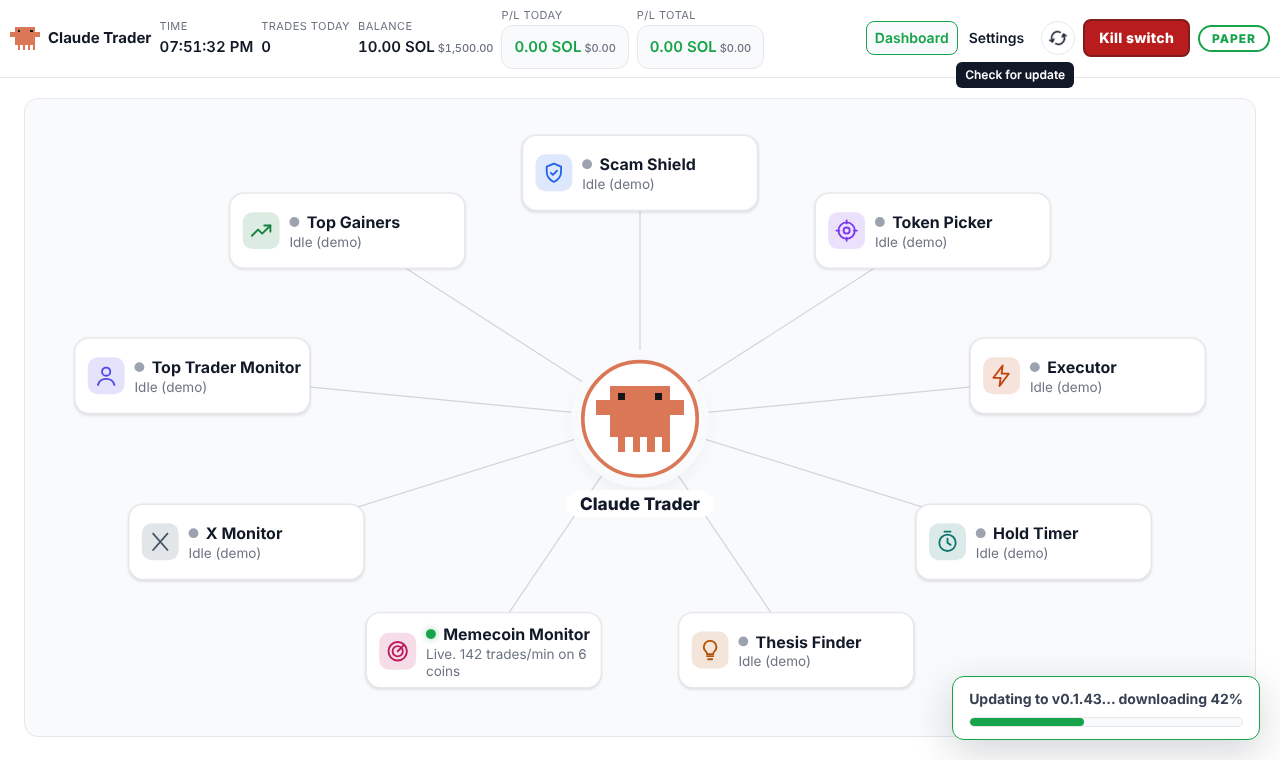 Claude Trader
TIME
07:51:32 PM
TRADES TODAY
0
BALANCE
10.00 SOL $1,500.00
P/L TODAY
0.00 SOL $0.00
P/L TOTAL
0.00 SOL $0.00
Dashboard
Settings
Kill switch
PAPER
Check for update
Scam Shield
Idle (demo)
Top Gainers
Idle (demo)
Token Picker
Idle (demo)
Top Trader Monitor
Idle (demo)
Executor
Idle (demo)
Claude Trader
X Monitor
Idle (demo)
Hold Timer
Idle (demo)
Memecoin Monitor
Live. 142 trades/min on 6
coins
Thesis Finder
Idle (demo)
Updating to v0.1.43... downloading 42%